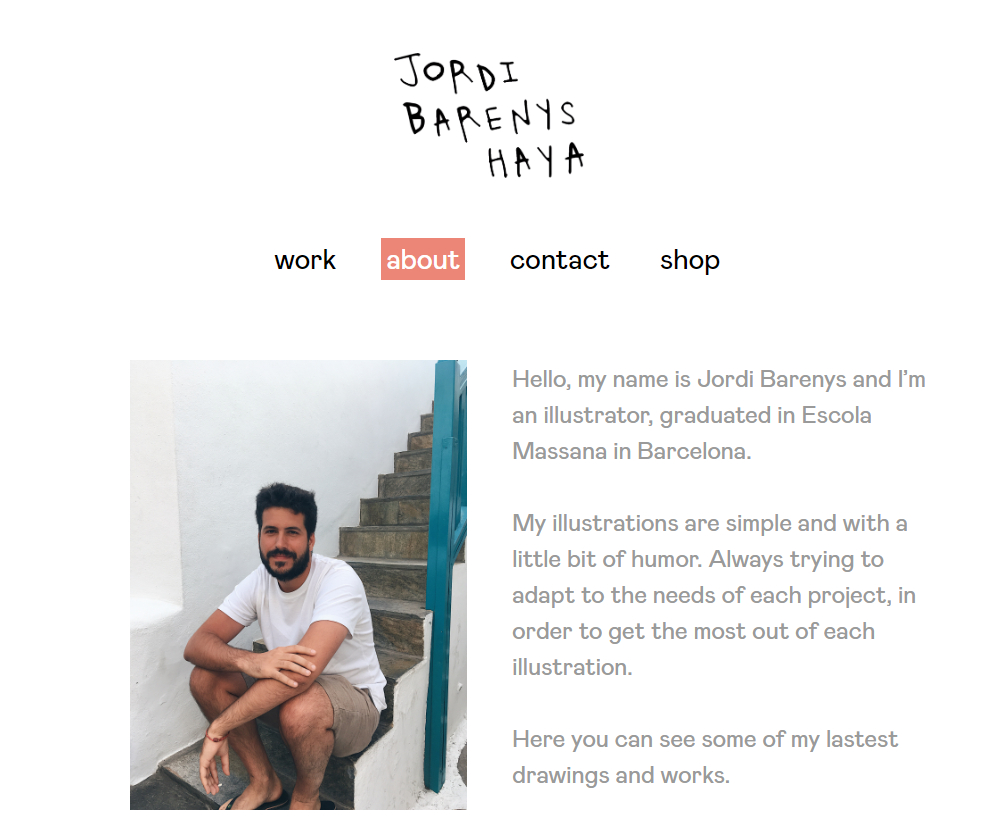 JORDI
BARENYS
HAYA
work about contact shop
Hello, my name is Jordi Barenys and I’m
an illustrator, graduated in Escola
Massana in Barcelona.
My illustrations are simple and with a
little bit of humor. Always trying to
adapt to the needs of each project, in
order to get the most out of each
illustration.
Here you can see some of my lastest
drawings and works.